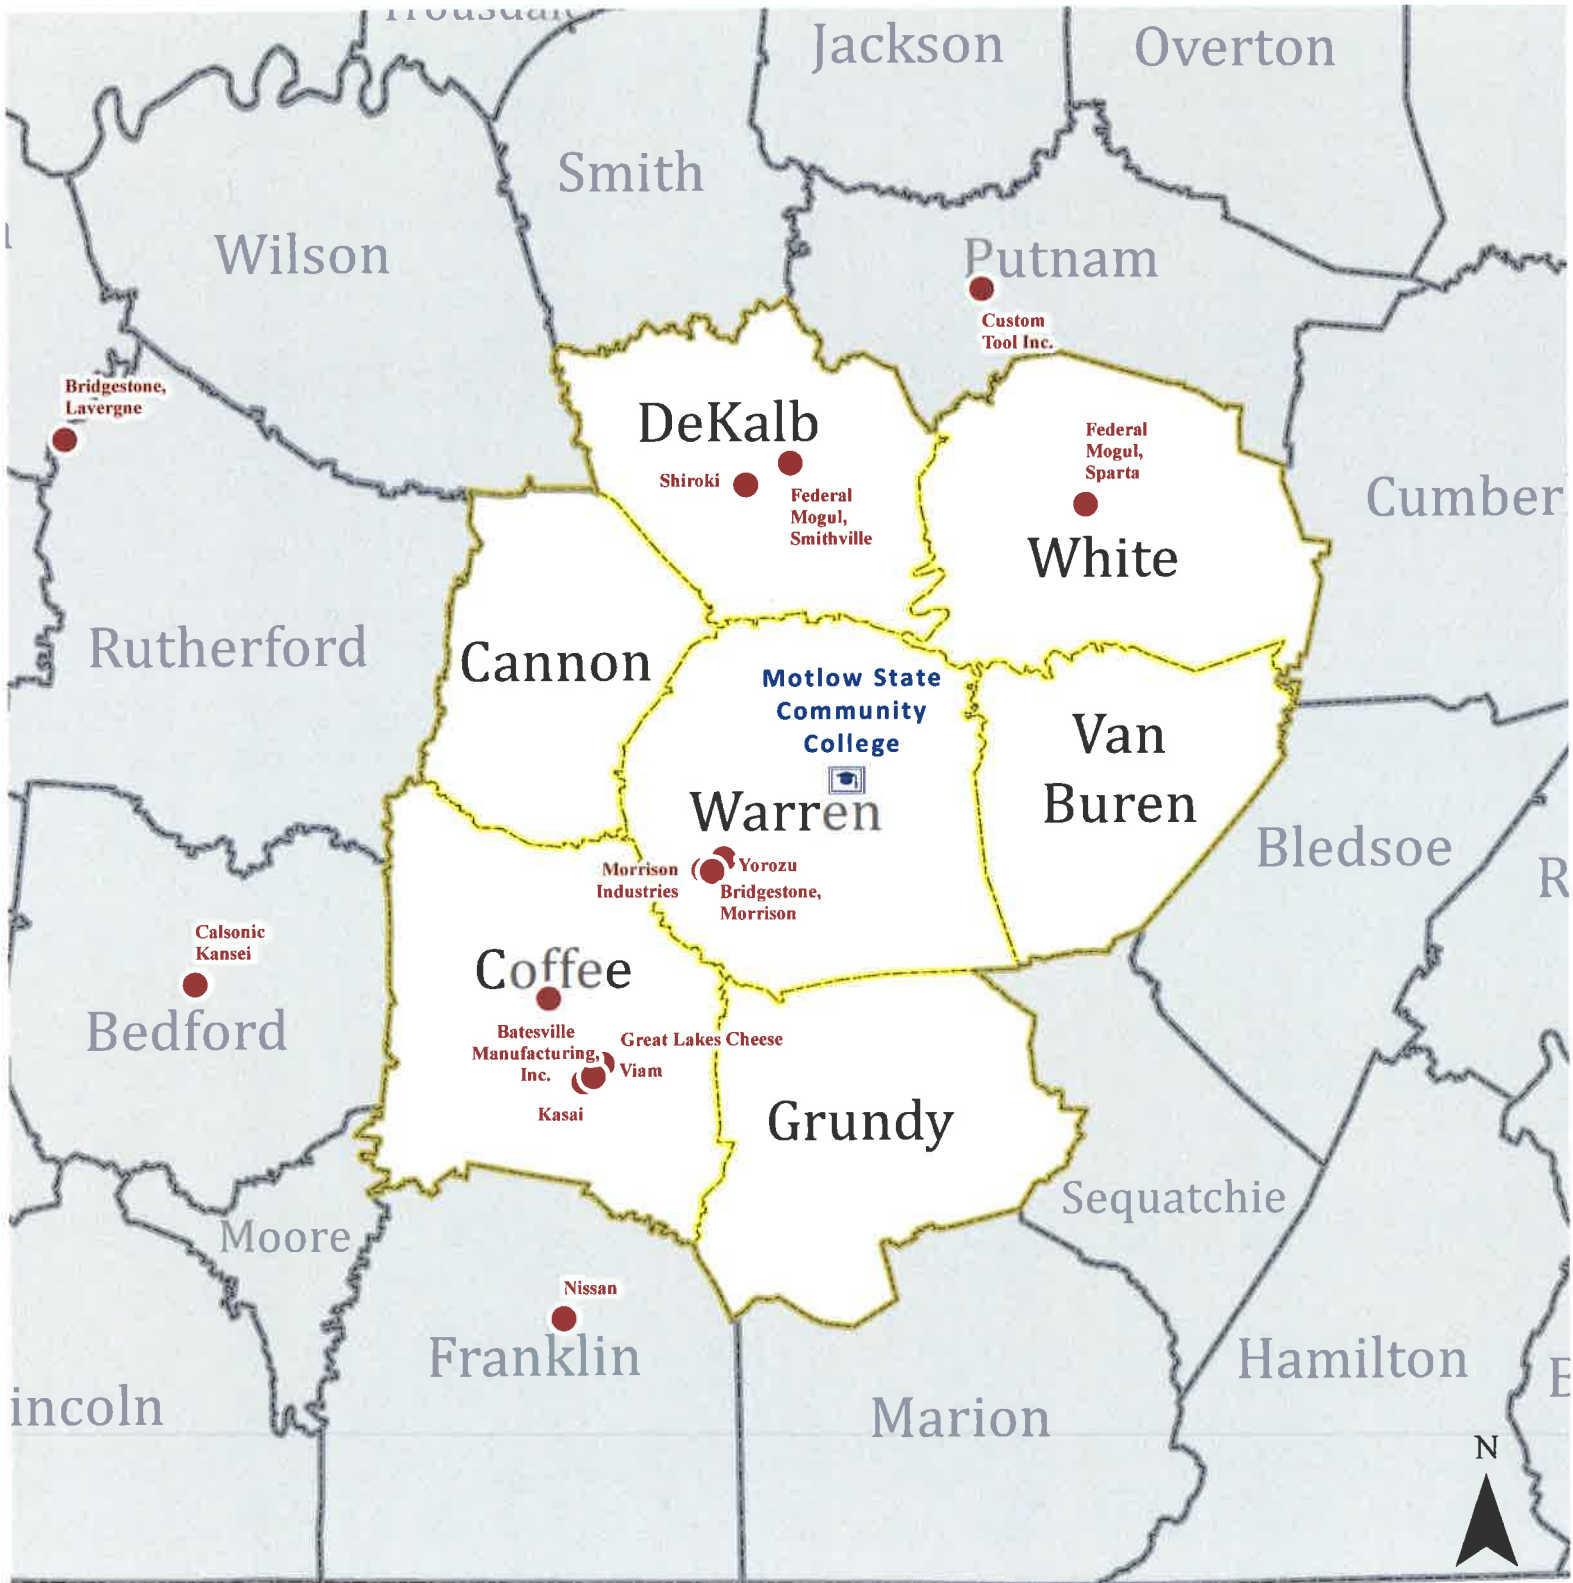 Jackson
Overton
Smith
Wilson
Putnam
Custom
Tool Inc.
Bridgestone,
Lavergne
DeKalb
Shiroki
Federal
Mogul,
Smithville
Federal
Mogul,
Sparta
White
Cumber
Rutherford
Cannon
Motlow State
Community
College
Warren
Van
Buren
Bledsoe
R
Morrison
Industries
Yorozu
Bridgestone,
Morrison
Calsonic
Kansei
Bedford
Coffee
Batesville
Manufacturing,
Inc.
Great Lakes Cheese
Viam
Kasai
Grundy
Sequatchie
Moore
Nissan
Franklin
Hamilton
incoln
Marion
N